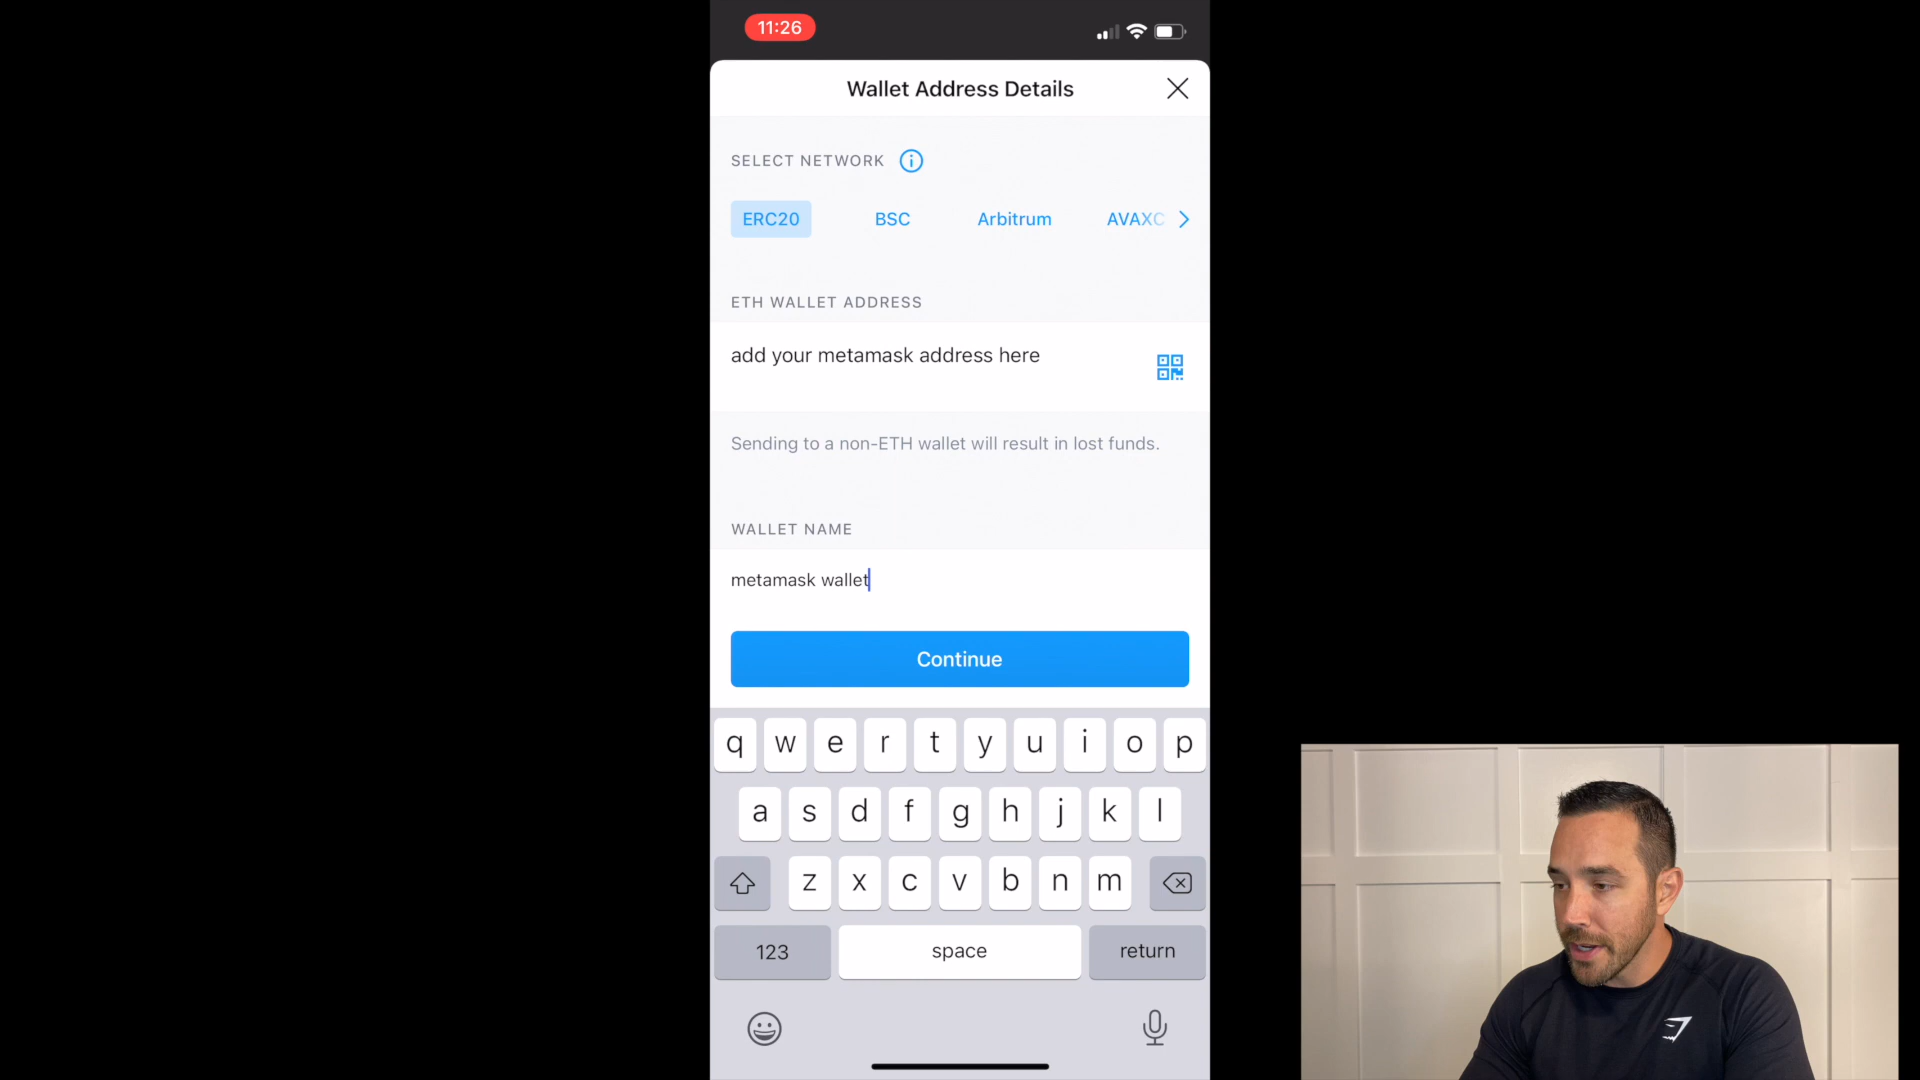 11:26
Wallet Address Details
SELECT NETWORK
ERC20 BSC Arbitrum AVAXC
ETH WALLET ADDRESS
add your metamask address here
Sending to a non-ETH wallet will result in lost funds.
WALLET NAME
metamask wallet
Continue
q w e r t y u i o p
a s d f g h j k l
z x c v b n m
123 space return